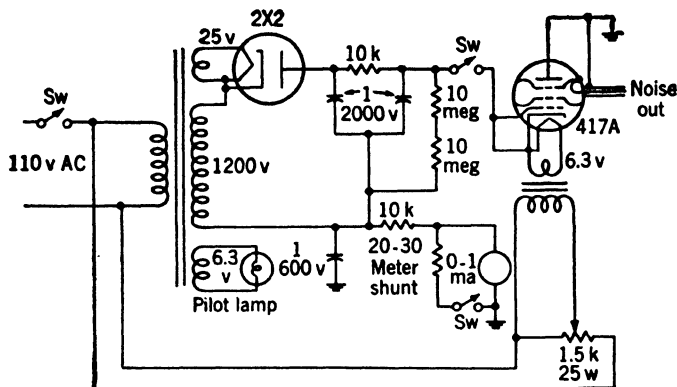 2X2
25 v
10 k
Sw
1
2000 v
10
meg
10
meg
Noise
out
417A
6.3 v
Sw
110 v AC
1200 v
10 k
20-30
Meter
shunt
0-1
ma
Sw
1
600 v
6.3
v
Pilot lamp
1.5 k
25 w